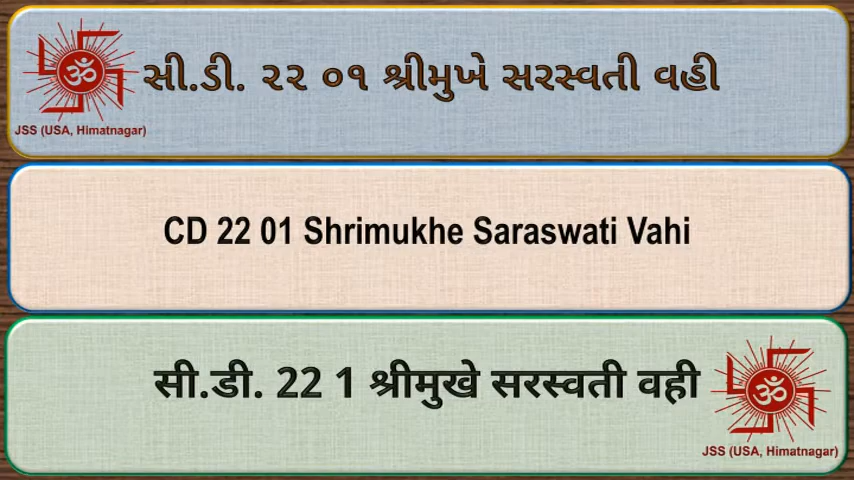 સી.ડી. ૨૨ ૦૧ શ્રીમુખે સરસ્વતી વહી
JSS (USA, Himatnagar)
CD 22 01 Shrimukhe Saraswati Vahi
सी.डी. 22 1 श्रीमुखे सरस्वती वही
JSS (USA, Himatnagar)